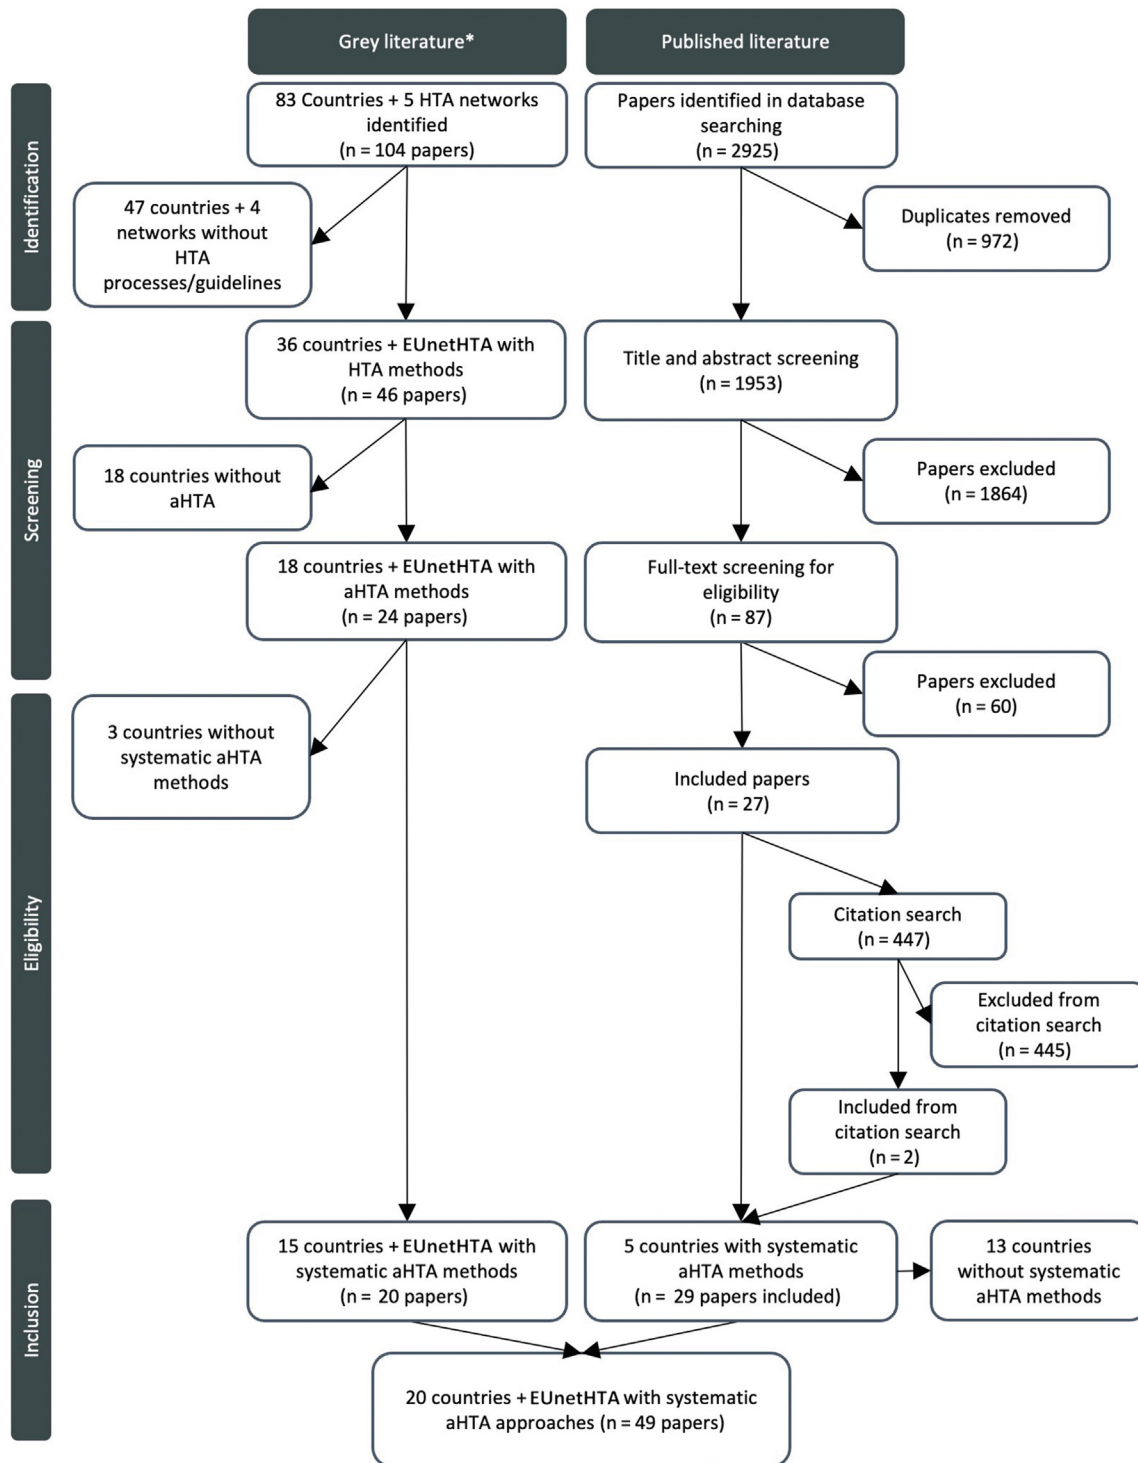 Grey literature*
Published literature
Identification
83 Countries + 5 HTA networks
identified
(n = 104 papers)
Papers identified in database
searching
(n = 2925)
47 countries + 4
networks without
HTA
processes/guidelines
Duplicates removed
(n = 972)
Screening
36 countries + EUnetHTA with
HTA methods
(n = 46 papers)
Title and abstract screening
(n = 1953)
18 countries without
aHTA
Papers excluded
(n = 1864)
18 countries + EUnetHTA with
aHTA methods
(n = 24 papers)
Full-text screening for
eligibility
(n = 87)
Papers excluded
(n = 60)
Eligibility
3 countries without
systematic aHTA
methods
Included papers
(n = 27)
Citation search
(n = 447)
Excluded from
citation search
(n = 445)
Included from
citation search
(n = 2)
Inclusion
15 countries + EUnetHTA with
systematic aHTA methods
(n = 20 papers)
5 countries with systematic
aHTA methods
(n = 29 papers included)
13 countries
without systematic
aHTA methods
20 countries + EUnetHTA with systematic
aHTA approaches (n = 49 papers)